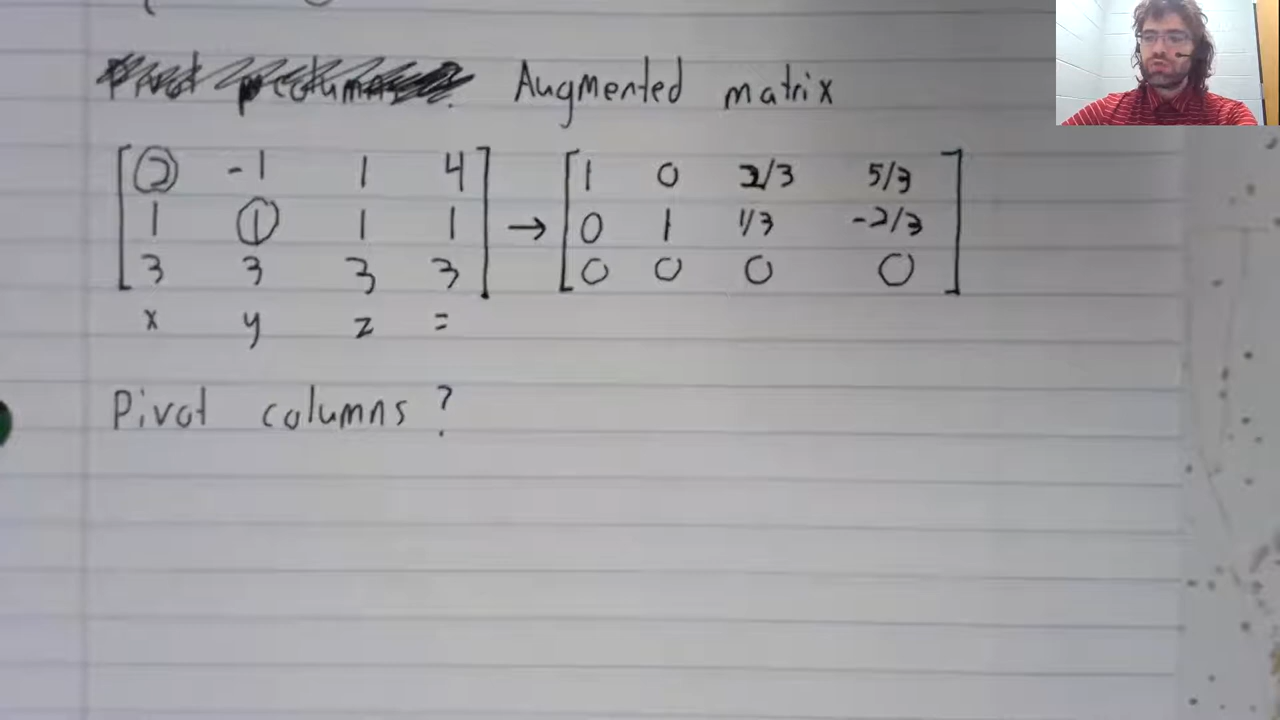 Augmented matrix
2 -1 1 4 → 1 0 2/3 5/3
1 1 1 1 0 1 1/3 -2/3
3 3 3 3 0 0 0 0
x y z =
Pivot columns ?